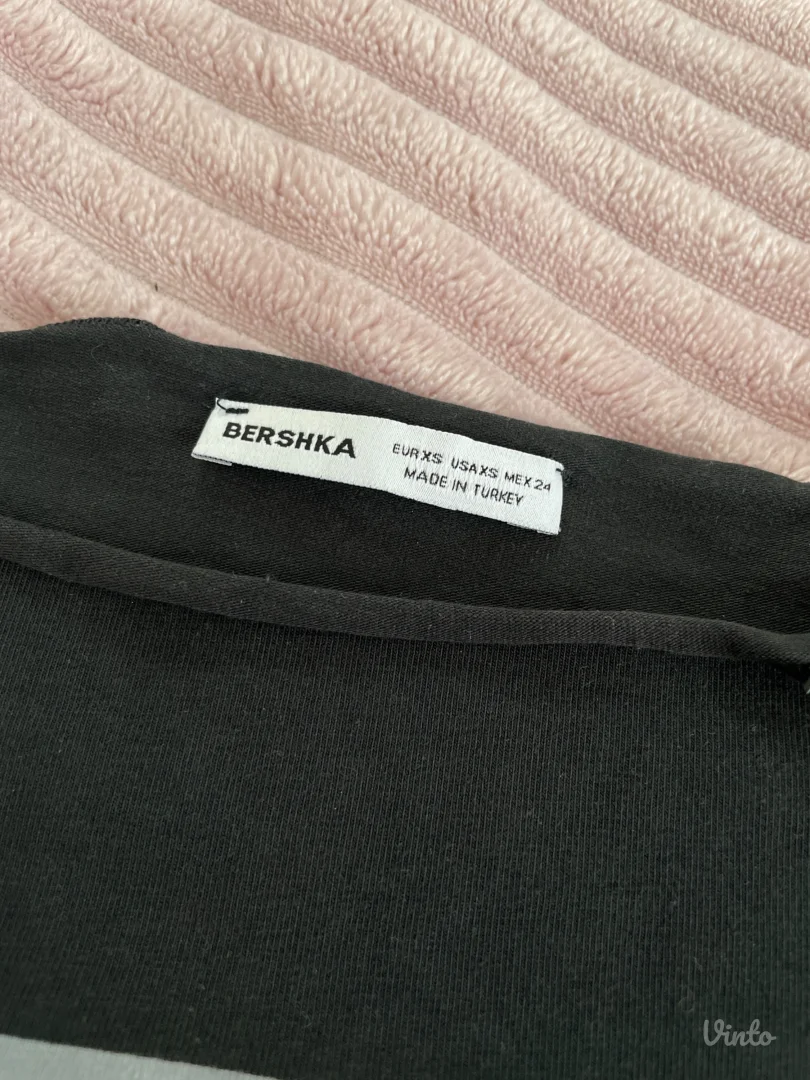 BERSHKA
EUR XS USA XS MEX 24
MADE IN TURKEY
Vinto